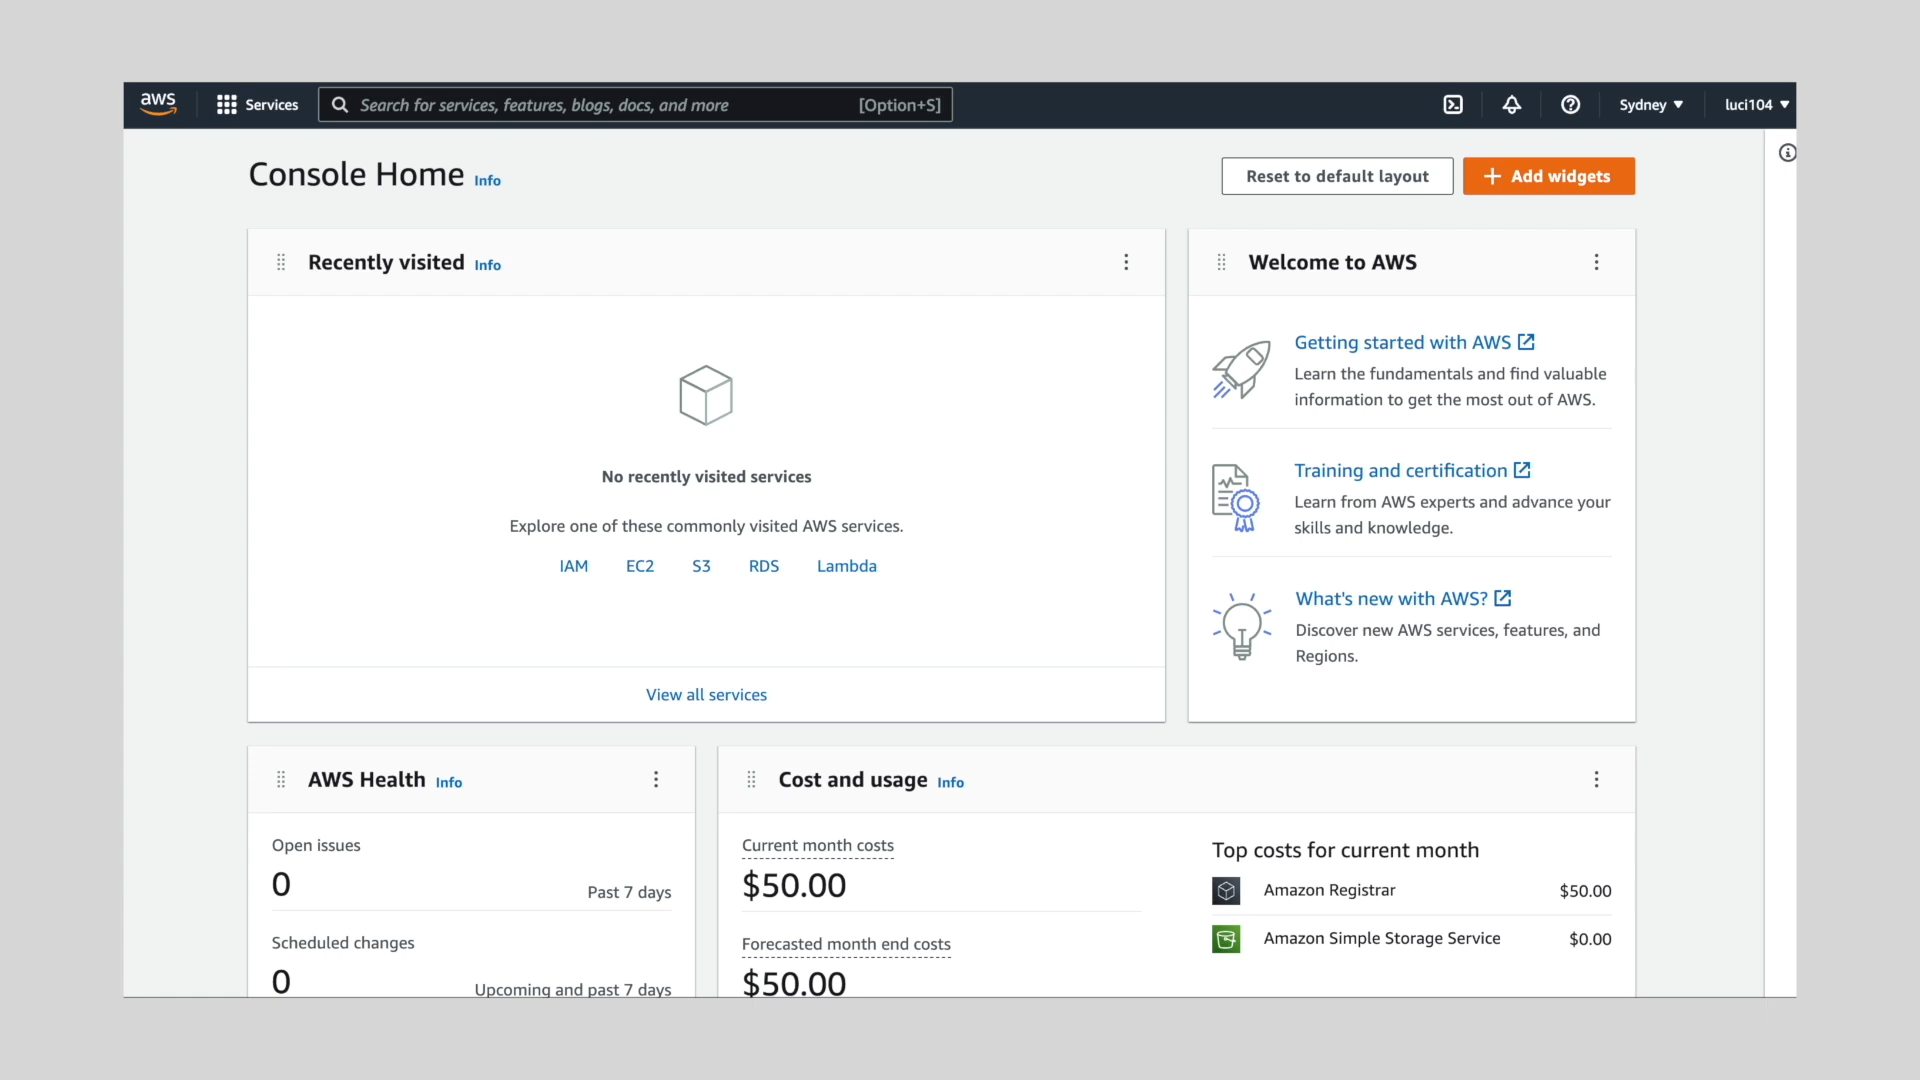 aws
Services
Search for services, features, blogs, docs, and more [Option+S]
Sydney
luci104
Console Home Info
Reset to default layout
Add widgets
Recently visited Info
No recently visited services
Explore one of these commonly visited AWS services.
IAM EC2 S3 RDS Lambda
View all services
Welcome to AWS
Getting started with AWS
Learn the fundamentals and find valuable
information to get the most out of AWS.
Training and certification
Learn from AWS experts and advance your
skills and knowledge.
What's new with AWS?
Discover new AWS services, features, and
Regions.
AWS Health Info
Open issues
0 Past 7 days
Scheduled changes
0 Upcoming and past 7 days
Cost and usage Info
Current month costs
$50.00
Forecasted month end costs
$50.00
Top costs for current month
Amazon Registrar $50.00
Amazon Simple Storage Service $0.00